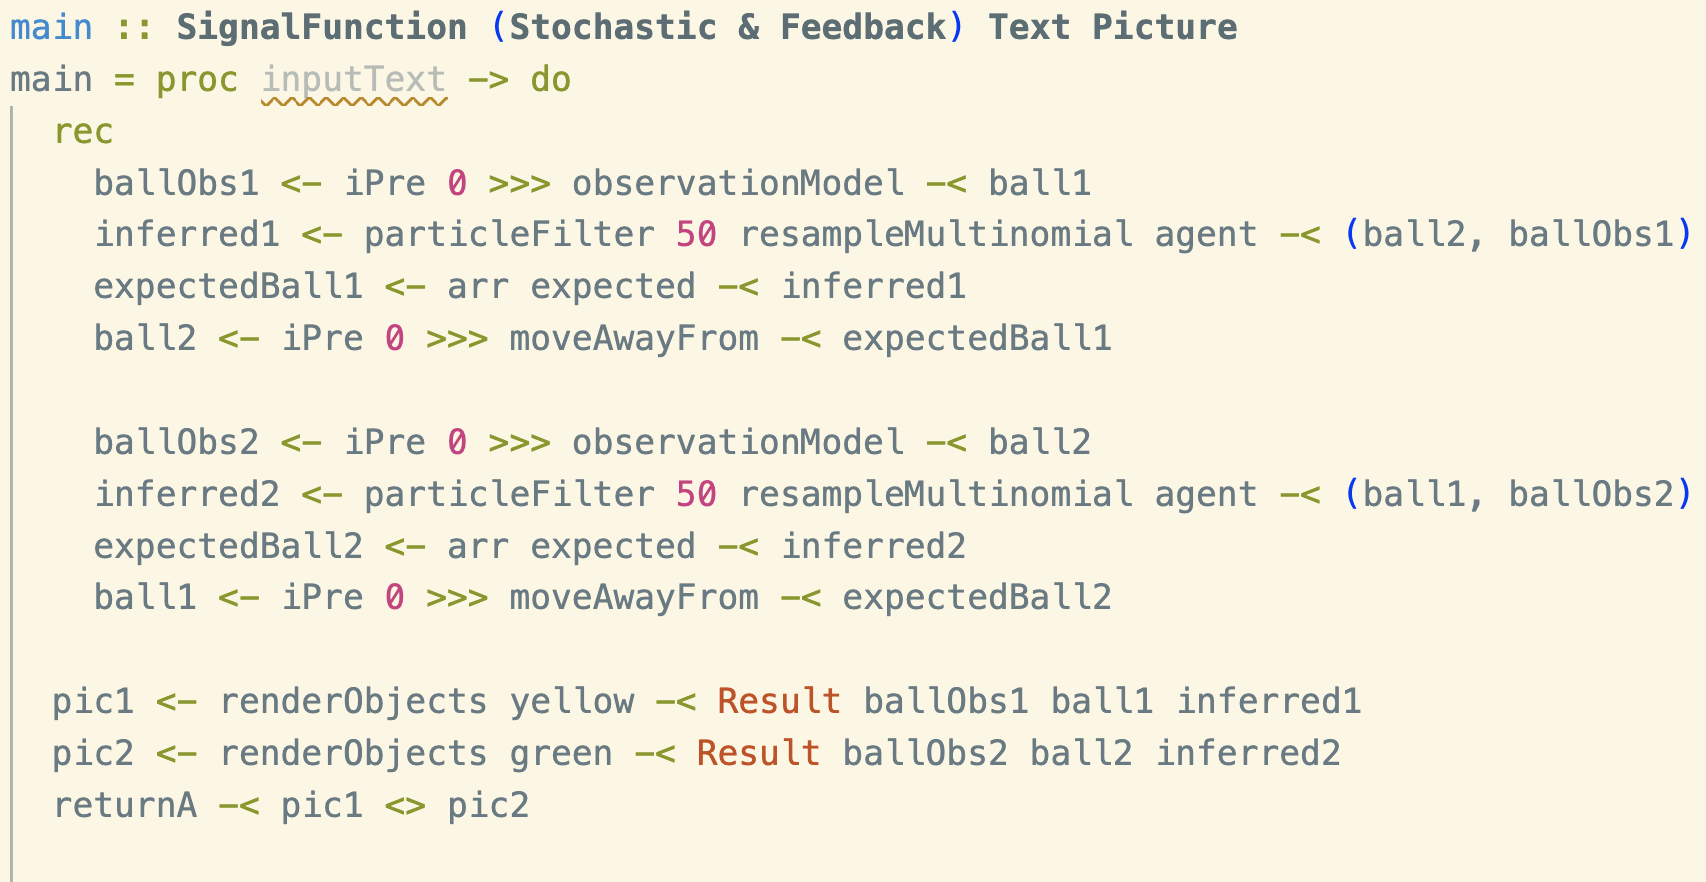 main :: SignalFunction (Stochastic & Feedback) Text Picture
main = proc inputText -> do
  rec
    ballObs1 <- iPre 0 >>> observationModel -< ball1
    inferred1 <- particleFilter 50 resampleMultinomial agent -< (ball2, ballObs1)
    expectedBall1 <- arr expected -< inferred1
    ball2 <- iPre 0 >>> moveAwayFrom -< expectedBall1

    ballObs2 <- iPre 0 >>> observationModel -< ball2
    inferred2 <- particleFilter 50 resampleMultinomial agent -< (ball1, ballObs2)
    expectedBall2 <- arr expected -< inferred2
    ball1 <- iPre 0 >>> moveAwayFrom -< expectedBall2

  pic1 <- renderObjects yellow -< Result ballObs1 ball1 inferred1
  pic2 <- renderObjects green -< Result ballObs2 ball2 inferred2
  returnA -< pic1 <> pic2